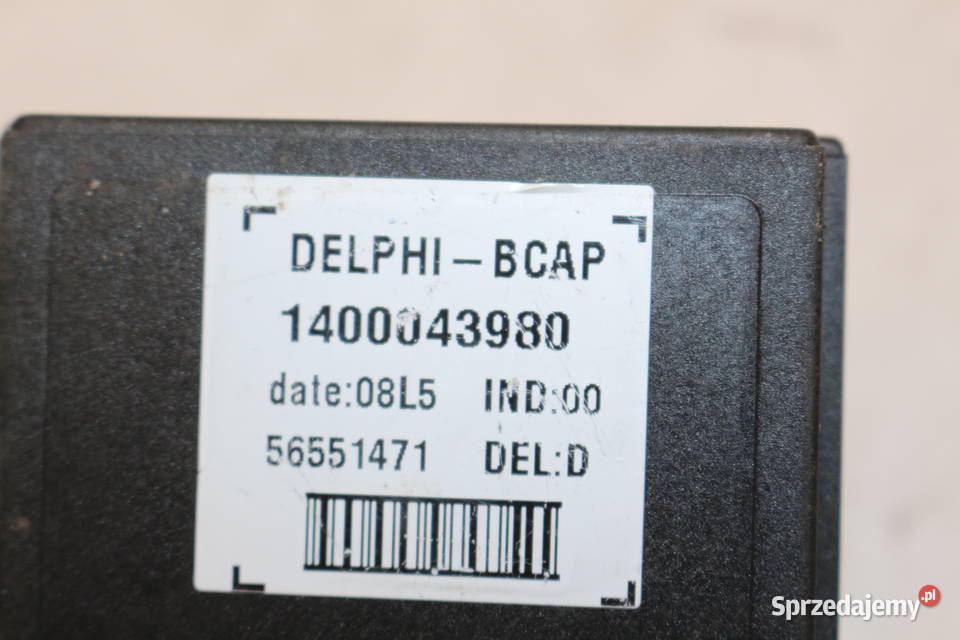 DELPHI-BCAP
1400043980
date:08L5 IND:00
56551471 DEL:D
Sprzedajemy.pl